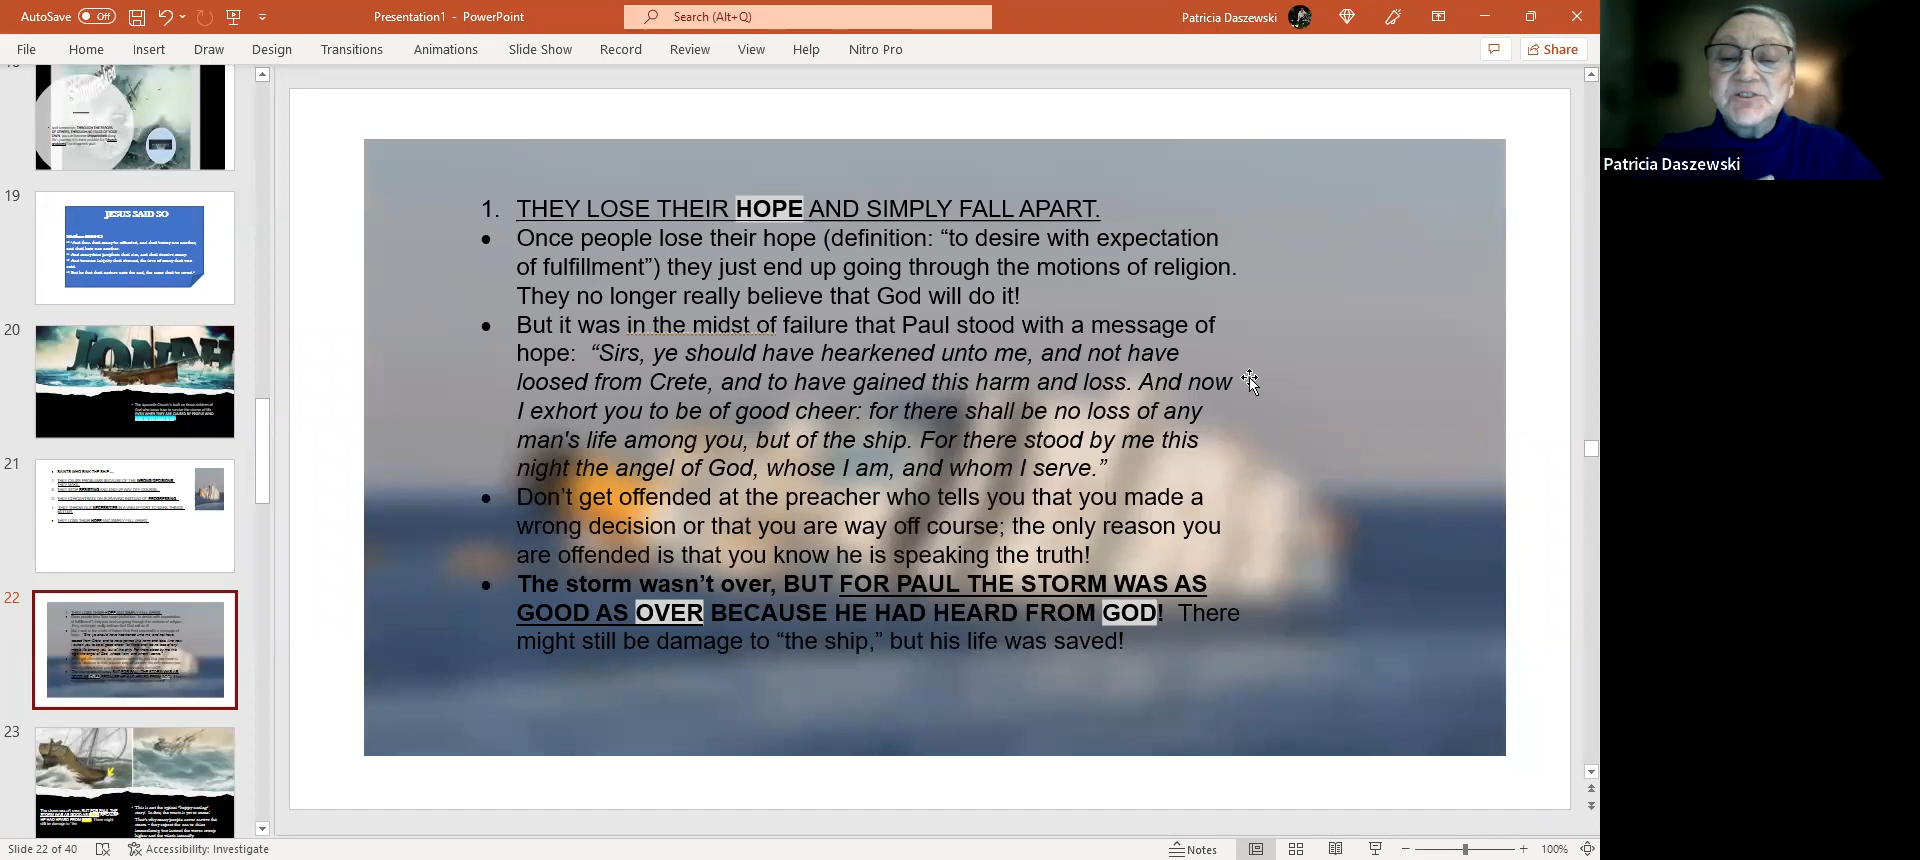 AutoSave Off
Presentation1 - PowerPoint
Search (Alt+Q)
Patricia Daszewski
File Home Insert Draw Design Transitions Animations Slide Show Record Review View Help Nitro Pro
Share
19
JESUS SAID SO
20
JONAH
21
22
23
1. THEY LOSE THEIR HOPE AND SIMPLY FALL APART.
● Once people lose their hope (definition: “to desire with expectation
of fulfillment”) they just end up going through the motions of religion.
They no longer really believe that God will do it!
● But it was in the midst of failure that Paul stood with a message of
hope: “Sirs, ye should have hearkened unto me, and not have
loosed from Crete, and to have gained this harm and loss. And now
I exhort you to be of good cheer: for there shall be no loss of any
man's life among you, but of the ship. For there stood by me this
night the angel of God, whose I am, and whom I serve.”
● Don’t get offended at the preacher who tells you that you made a
wrong decision or that you are way off course; the only reason you
are offended is that you know he is speaking the truth!
● The storm wasn’t over, BUT FOR PAUL THE STORM WAS AS
GOOD AS OVER BECAUSE HE HAD HEARD FROM GOD! There
might still be damage to “the ship,” but his life was saved!
Patricia Daszewski
Slide 22 of 40
Accessibility: Investigate
Notes
100%